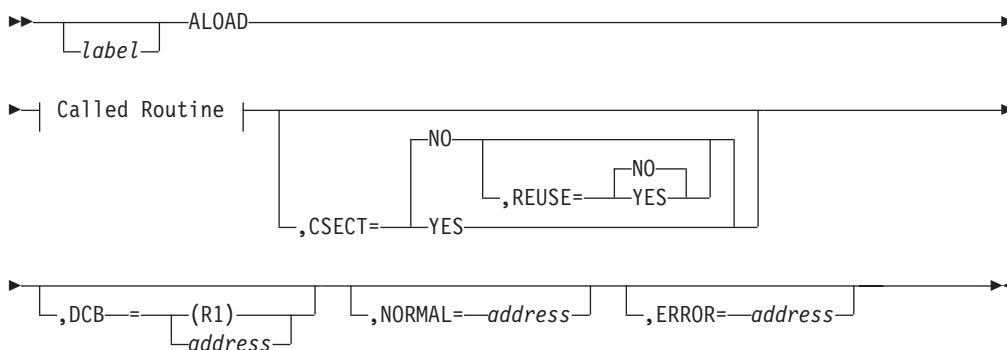 ALOAD
label
Called Routine
NO
NO
,REUSE= YES
,CSECT= YES
,DCB = (R1) ,NORMAL= address ,ERROR= address
address